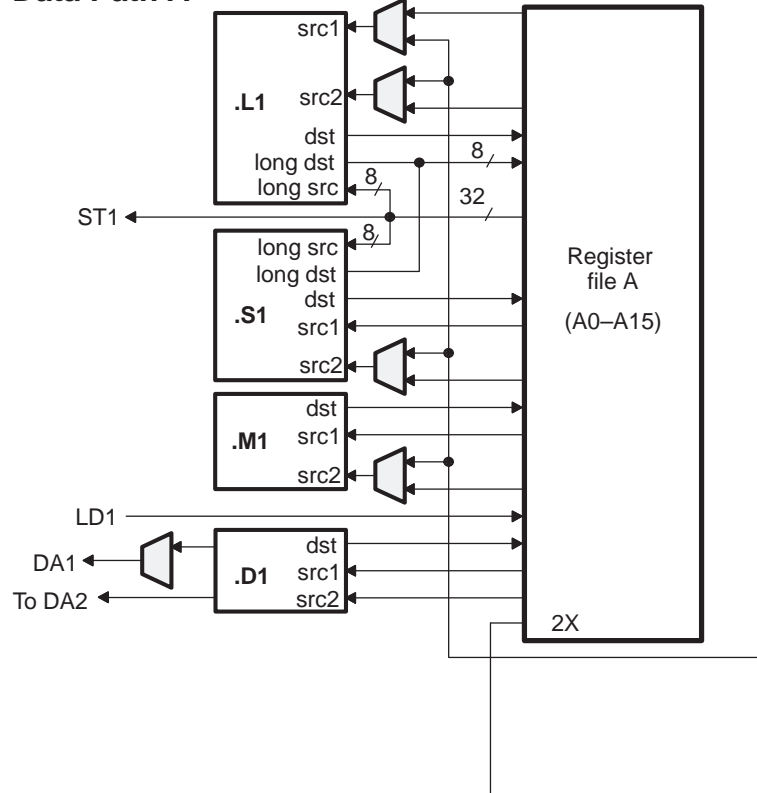 src1
.L1
src2
dst
long dst
8
long src
8
ST1
32
8
long src
long dst
dst
.S1
src1
src2
Register
file A
(A0–A15)
dst
.M1
src1
src2
LD1
dst
DA1
.D1
src1
To DA2
src2
2X